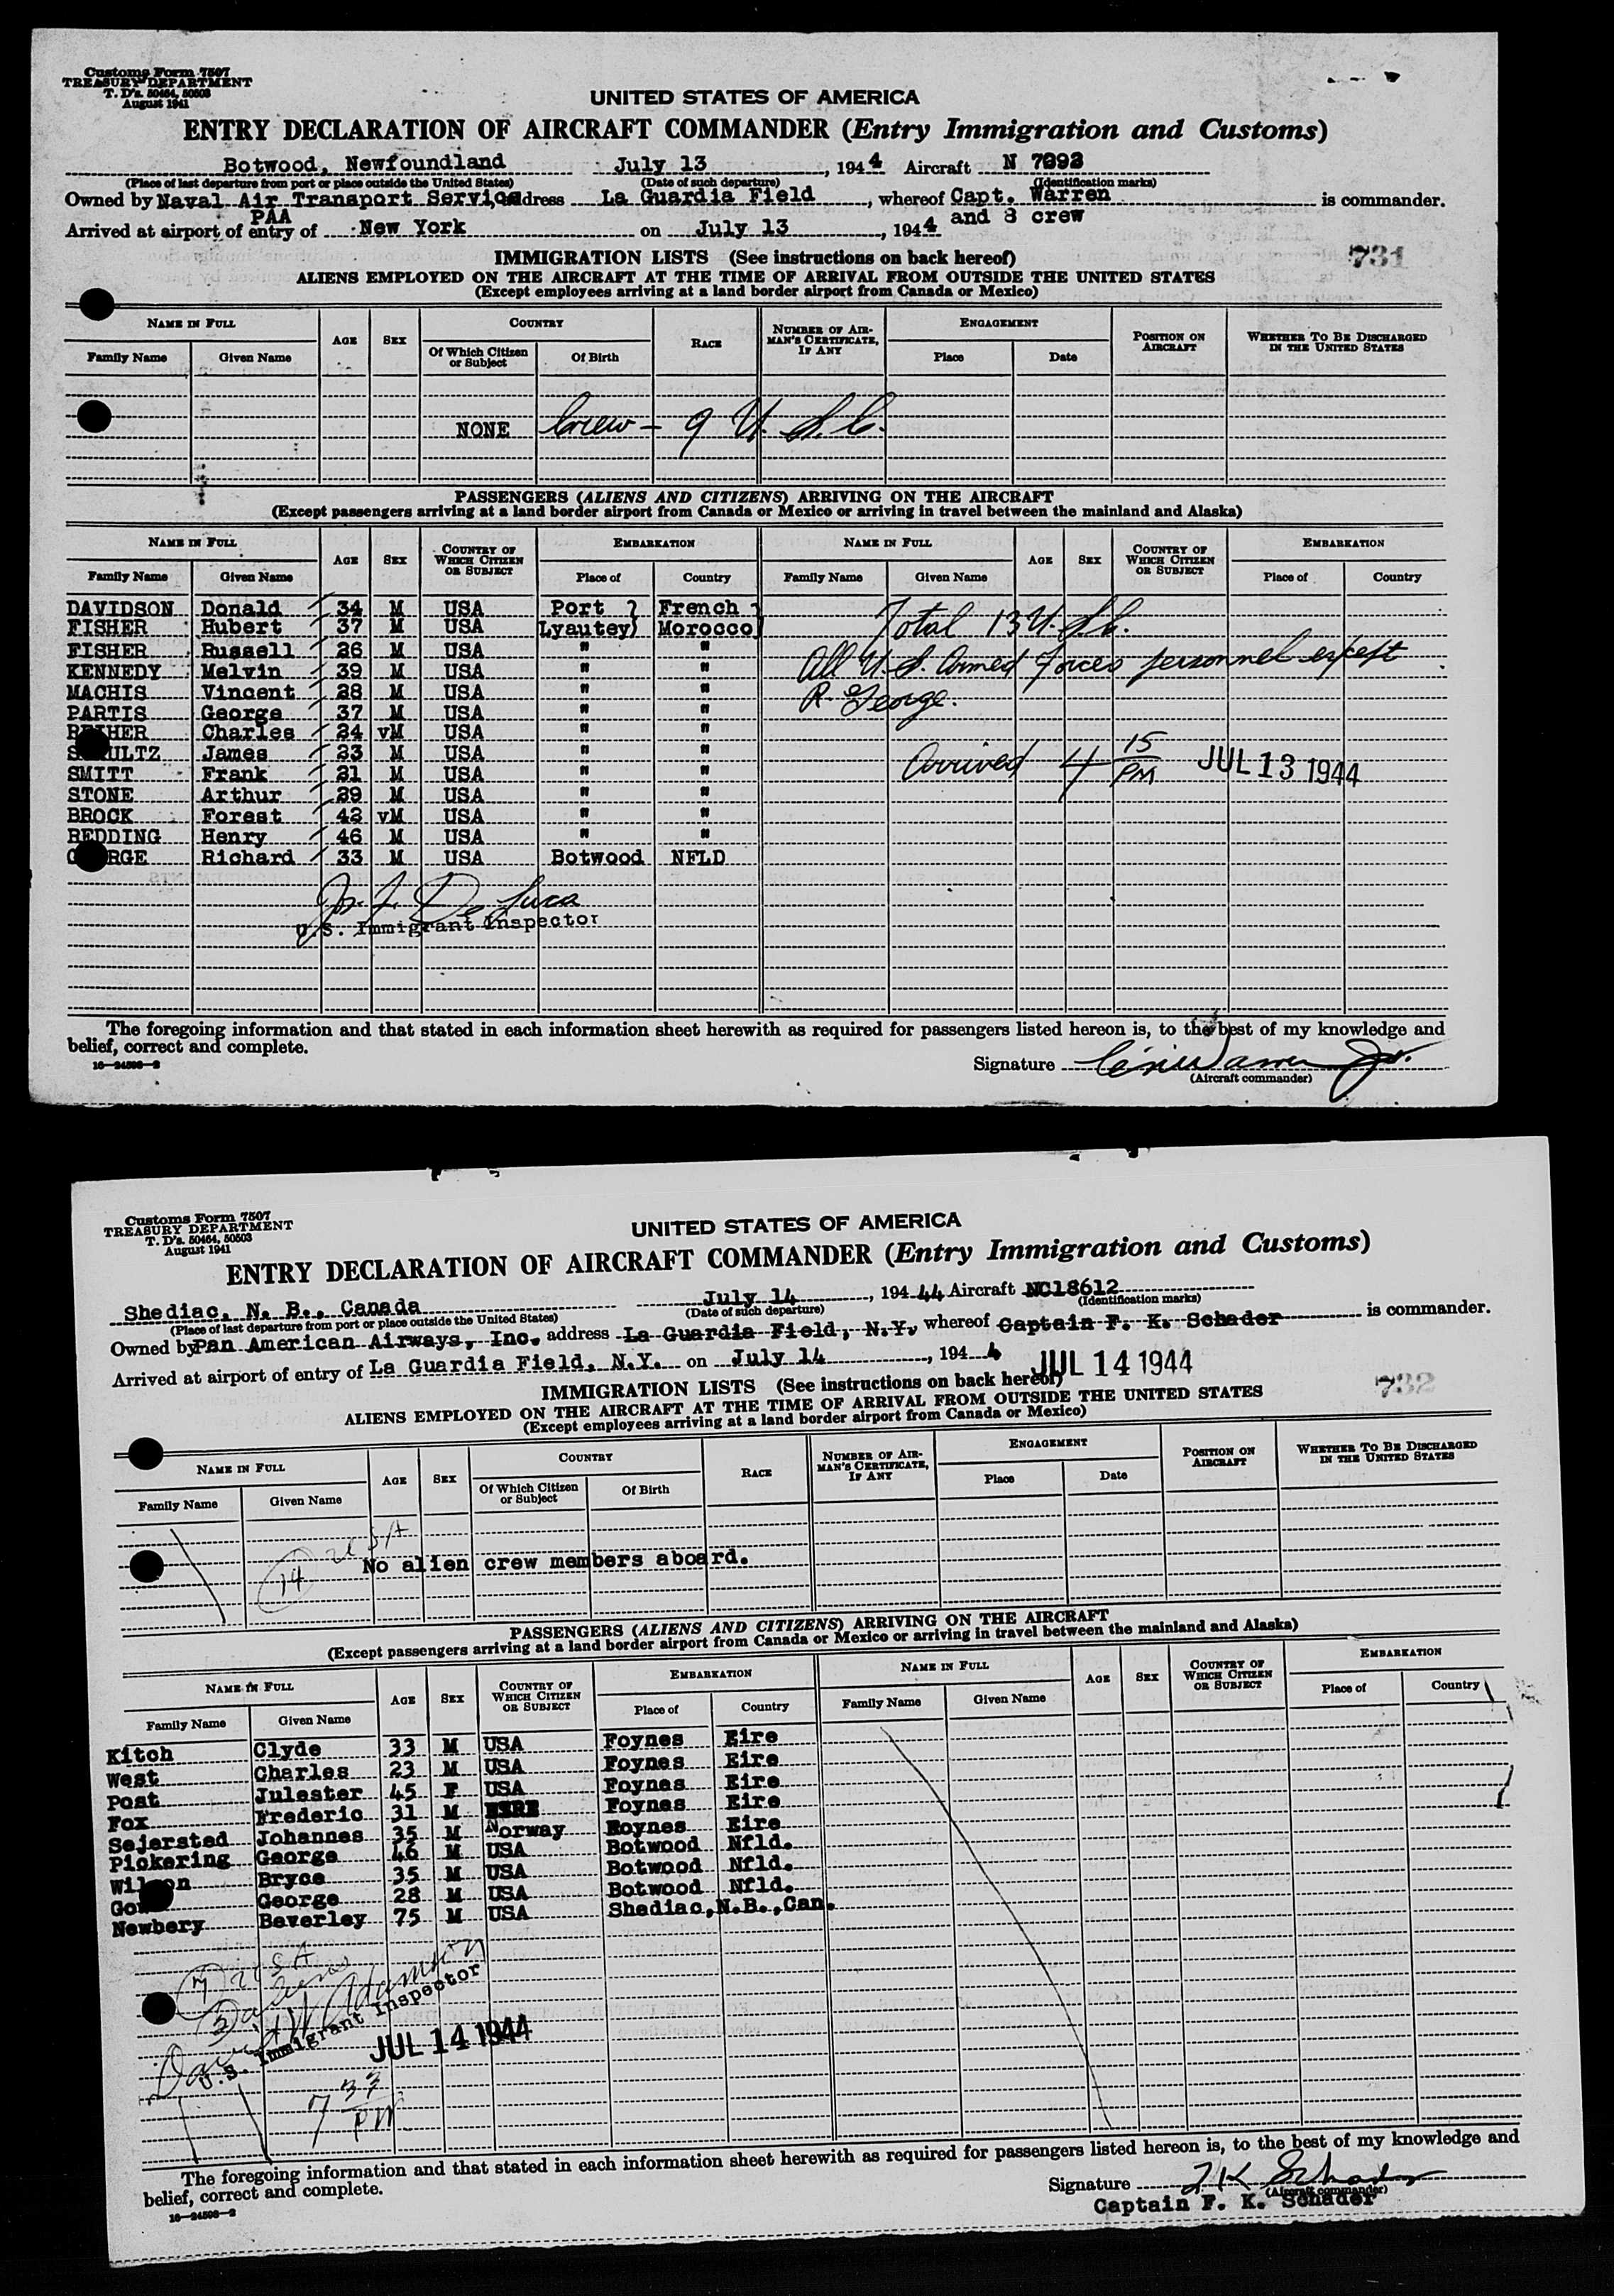 Customs Form 7507
TREASURY DEPARTMENT
T. D's. 50464, 50503
August 1941
UNITED STATES OF AMERICA
ENTRY DECLARATION OF AIRCRAFT COMMANDER (Entry Immigration and Customs)
Botwood, Newfoundland July 13, 1944 Aircraft N
(Place of last departure from port or place outside the United States) (Date of such departure) (Identification marks)
Owned by Naval Air Transport Service, address La Guardia Field, whereof Capt. Warren is commander.
PAA and 8 crew
Arrived at airport of entry of New York on July 13, 1944
731
IMMIGRATION LISTS (See instructions on back hereof)
ALIENS EMPLOYED ON THE AIRCRAFT AT THE TIME OF ARRIVAL FROM OUTSIDE THE UNITED STATES
(Except employees arriving at a land border airport from Canada or Mexico)
NAME IN FULL AGE SEX COUNTRY RACE NUMBER OF AIRMAN'S CERTIFICATE, IF ANY ENGAGEMENT POSITION ON AIRCRAFT WHETHER TO BE DISCHARGED IN THE UNITED STATES
Family Name Given Name Of Which Citizen or Subject Of Birth Place Date
NONE Crew - 9 U.S.C.
PASSENGERS (ALIENS AND CITIZENS) ARRIVING ON THE AIRCRAFT
(Except passengers arriving at a land border airport from Canada or Mexico or arriving in travel between the mainland and Alaska)
NAME IN FULL AGE SEX COUNTRY OF WHICH CITIZEN OR SUBJECT EMBARKATION NAME IN FULL AGE SEX COUNTRY OF WHICH CITIZEN OR SUBJECT EMBARKATION
Family Name Given Name Place of Country Family Name Given Name Place of Country
DAVIDSON Donald 34 M USA Port French Total 13 U.S.C.
FISHER Hubert 37 M USA Lyautey Morocco
FISHER Russell 26 M USA " " All U.S. Armed Forces personnel except
KENNEDY Melvin 39 M USA " "
MACHIS Vincent 28 M USA " " R. George.
PARTIS George 37 M USA " "
Charles 24 vM USA " "
James 23 M USA " " Arrived 4 15 PM JUL 13 1944
SMITT Frank 21 M USA " "
STONE Arthur 29 M USA " "
BROCK Forest 42 vM USA " "
REDDING Henry 46 M USA " "
GEORGE Richard 33 M USA Botwood NFLD
Jos. F. De Luca
U.S. Immigrant Inspector
The foregoing information and that stated in each information sheet herewith as required for passengers listed hereon is, to the best of my knowledge and
belief, correct and complete.
16-24508-2
Signature Warren Jr.
(Aircraft commander)
Customs Form 7507
TREASURY DEPARTMENT
T. D's. 50464, 50503
August 1941
UNITED STATES OF AMERICA
ENTRY DECLARATION OF AIRCRAFT COMMANDER (Entry Immigration and Customs)
Shediac, N. B., Canada July 14, 194 44 Aircraft NC18612
(Place of last departure from port or place outside the United States) (Date of such departure) (Identification marks)
Owned by Pan American Airways, Inc. address La Guardia Field, N.Y., whereof Captain F. K. Schader is commander.
Arrived at airport of entry of La Guardia Field, N.Y. on July 14, 1944 JUL 14 1944
732
IMMIGRATION LISTS (See instructions on back hereof)
ALIENS EMPLOYED ON THE AIRCRAFT AT THE TIME OF ARRIVAL FROM OUTSIDE THE UNITED STATES
(Except employees arriving at a land border airport from Canada or Mexico)
NAME IN FULL AGE SEX COUNTRY RACE NUMBER OF AIRMAN'S CERTIFICATE, IF ANY ENGAGEMENT POSITION ON AIRCRAFT WHETHER TO BE DISCHARGED IN THE UNITED STATES
Family Name Given Name Of Which Citizen or Subject Of Birth Place Date
14 USA
No alien crew members aboard.
PASSENGERS (ALIENS AND CITIZENS) ARRIVING ON THE AIRCRAFT
(Except passengers arriving at a land border airport from Canada or Mexico or arriving in travel between the mainland and Alaska)
NAME IN FULL AGE SEX COUNTRY OF WHICH CITIZEN OR SUBJECT EMBARKATION NAME IN FULL AGE SEX COUNTRY OF WHICH CITIZEN OR SUBJECT EMBARKATION
Family Name Given Name Place of Country Family Name Given Name Place of Country
Kitch Clyde 33 M USA Foynes Eire
West Charles 23 M USA Foynes Eire
Post Julester 45 F USA Foynes Eire
Fox Frederic 31 M Foynes Eire
Sejersted Johannes 35 M Norway Foynes Eire
Pickering George 46 M USA Botwood Nfld.
Wilson Bryce 35 M USA Botwood Nfld.
George 28 M USA Botwood Nfld.
Newbery Beverley 75 M USA Shediac, N.B., Can.
7 USA
2 aliens
David W Adamson
U.S. Immigrant Inspector
JUL 14 1944
7 33 PM
The foregoing information and that stated in each information sheet herewith as required for passengers listed hereon is, to the best of my knowledge and
belief, correct and complete.
16-24508-2
Signature F K Schader
(Aircraft commander)
Captain F. K. Schader